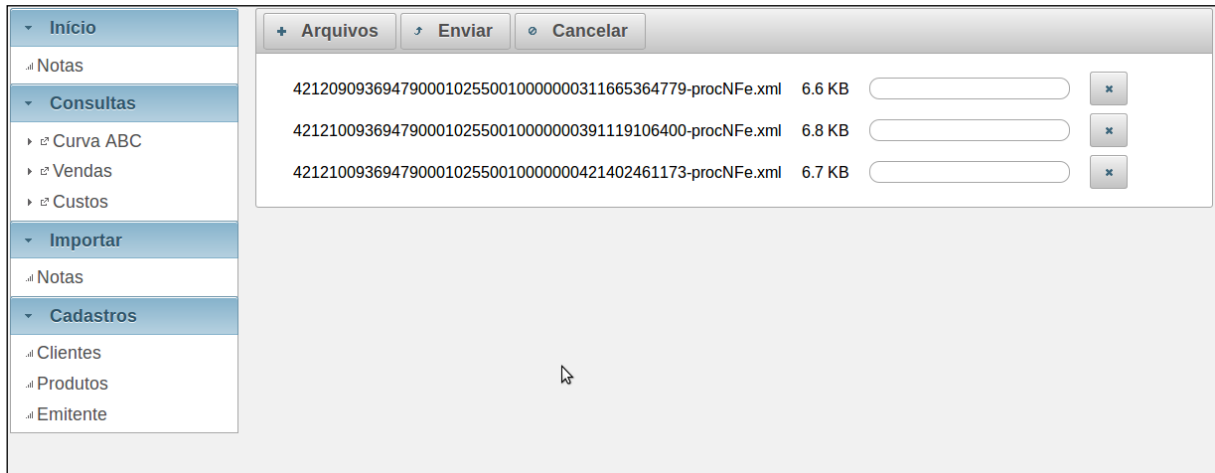 Início
Notas
Consultas
Curva ABC
Vendas
Custos
Importar
Notas
Cadastros
Clientes
Produtos
Emitente
Arquivos Enviar Cancelar
42120909369479000102550010000000311665364779-procNFe.xml 6.6 KB
42121009369479000102550010000000391119106400-procNFe.xml 6.8 KB
42121009369479000102550010000000421402461173-procNFe.xml 6.7 KB